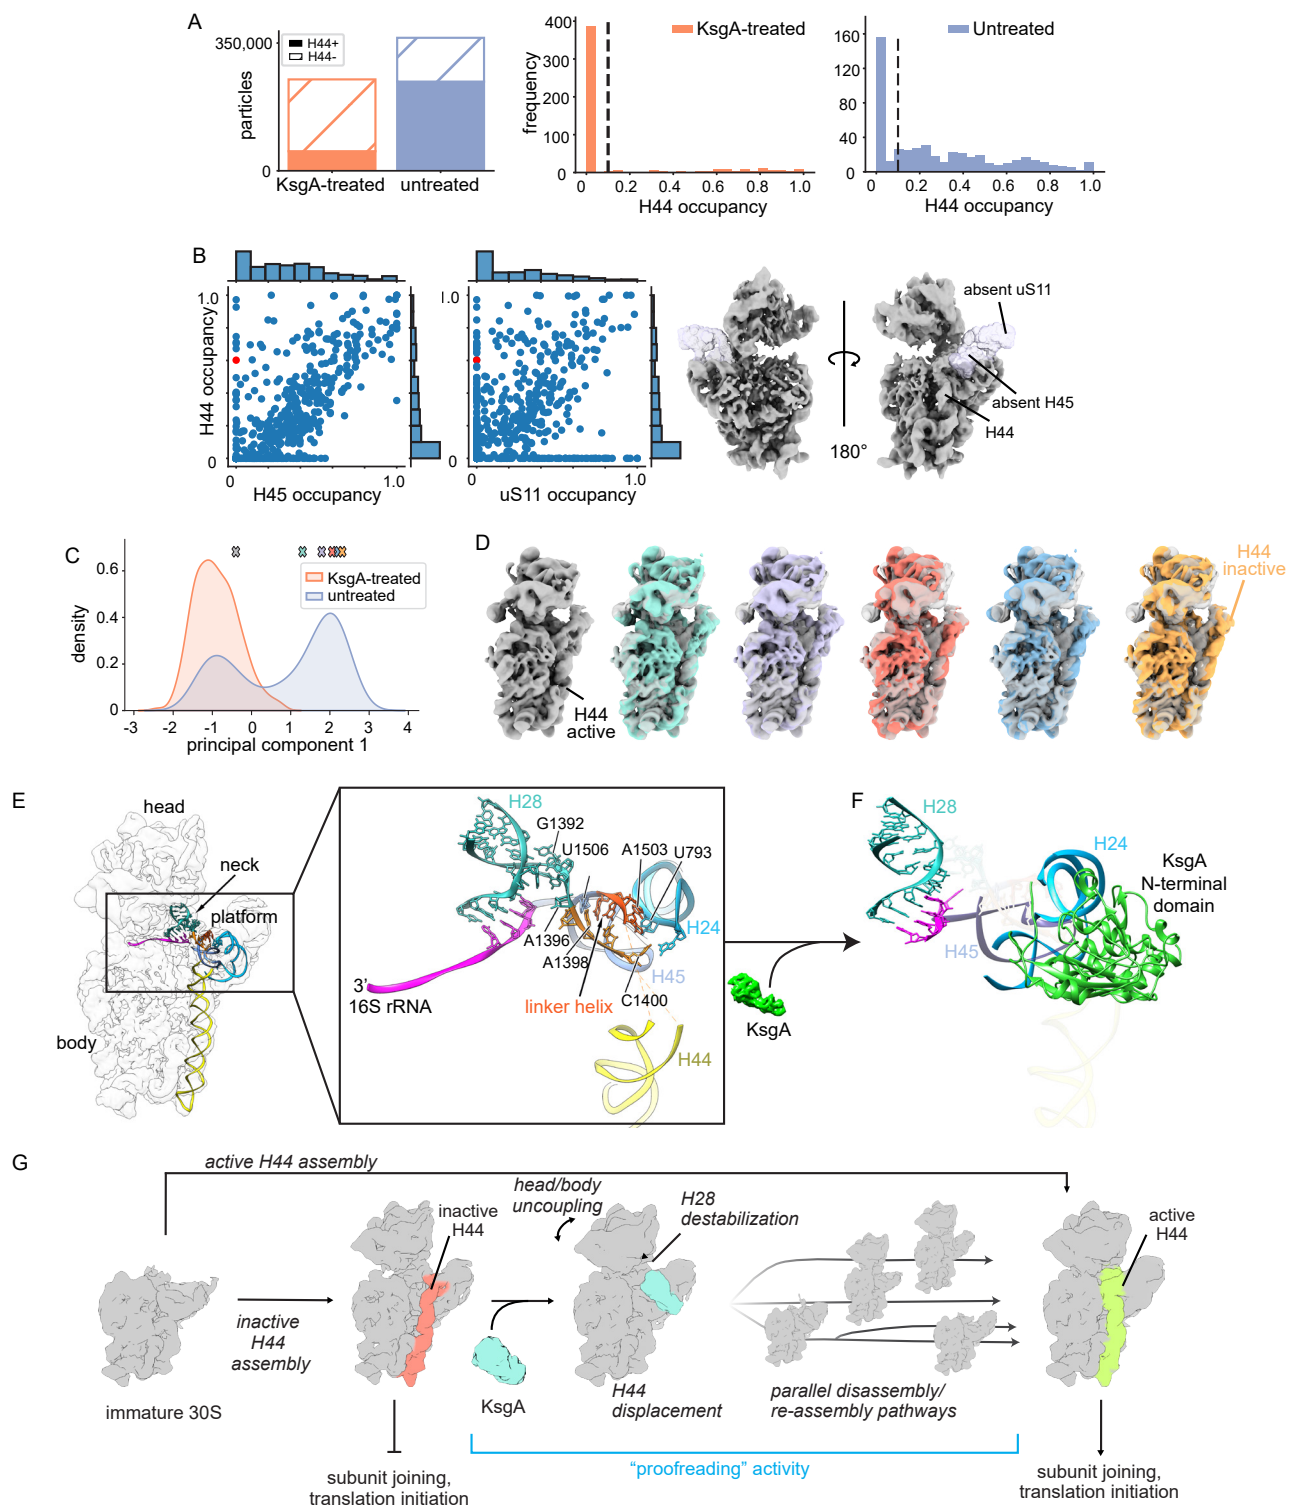 A
350,000
particles
0
H44+
H44-
KsgA-treated
untreated
400
300
200
100
0
frequency
KsgA-treated
0
0.2
0.4
0.6
0.8
1.0
H44 occupancy
160
120
80
40
0
Untreated
0
0.2
0.4
0.6
0.8
1.0
H44 occupancy
B
1.0
H44 occupancy
0
0
1.0
H45 occupancy
1.0
0
0
1.0
uS11 occupancy
180°
absent uS11
absent H45
H44
C
0.6
0.4
0.2
0
density
KsgA-treated
untreated
-3
-2
-1
0
1
2
3
4
principal component 1
D
H44
active
H44
inactive
E
head
neck
platform
body
H28
G1392
U1506
A1503
U793
A1396
A1398
H24
H45
C1400
3'
16S rRNA
linker helix
H44
KsgA
F
H28
H24
KsgA
N-terminal
domain
H45
G
active H44 assembly
immature 30S
inactive
H44
assembly
inactive
H44
subunit joining,
translation initiation
KsgA
head/body
uncoupling
H28
destabilization
H44
displacement
parallel disassembly/
re-assembly pathways
“proofreading” activity
active
H44
subunit joining,
translation initiation